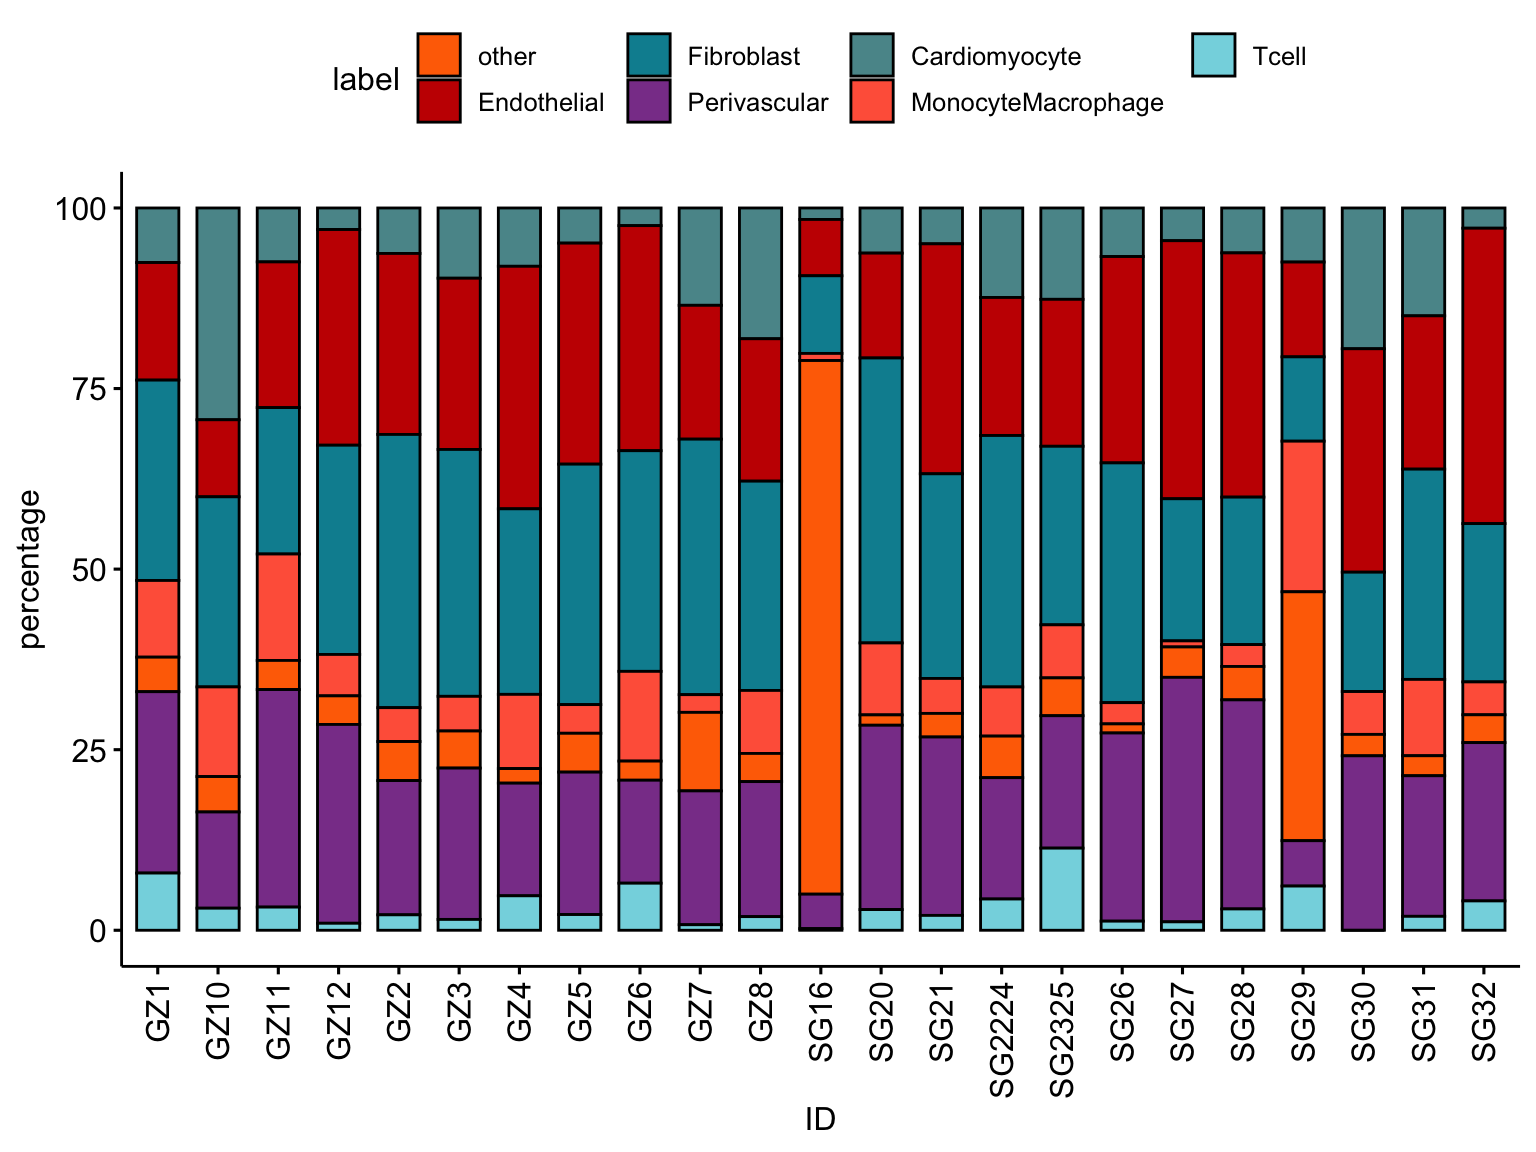 label
other
Fibroblast
Cardiomyocyte
Tcell
Endothelial
Perivascular
MonocyteMacrophage
percentage
100
75
50
25
0
GZ1
GZ10
GZ11
GZ12
GZ2
GZ3
GZ4
GZ5
GZ6
GZ7
GZ8
SG16
SG20
SG21
SG2224
SG2325
SG26
SG27
SG28
SG29
SG30
SG31
SG32
ID